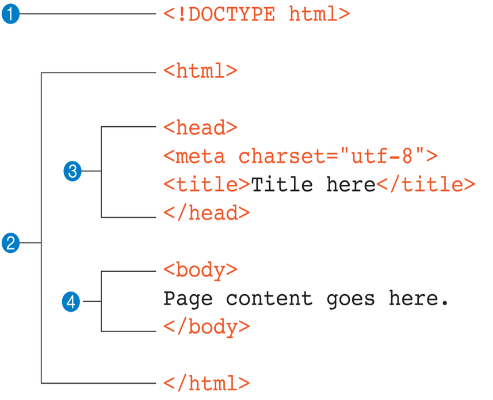 1 <!DOCTYPE html>
<html>
<head>
3 <meta charset="utf-8">
<title>Title here</title>
</head>
2
<body>
4 Page content goes here.
</body>
</html>